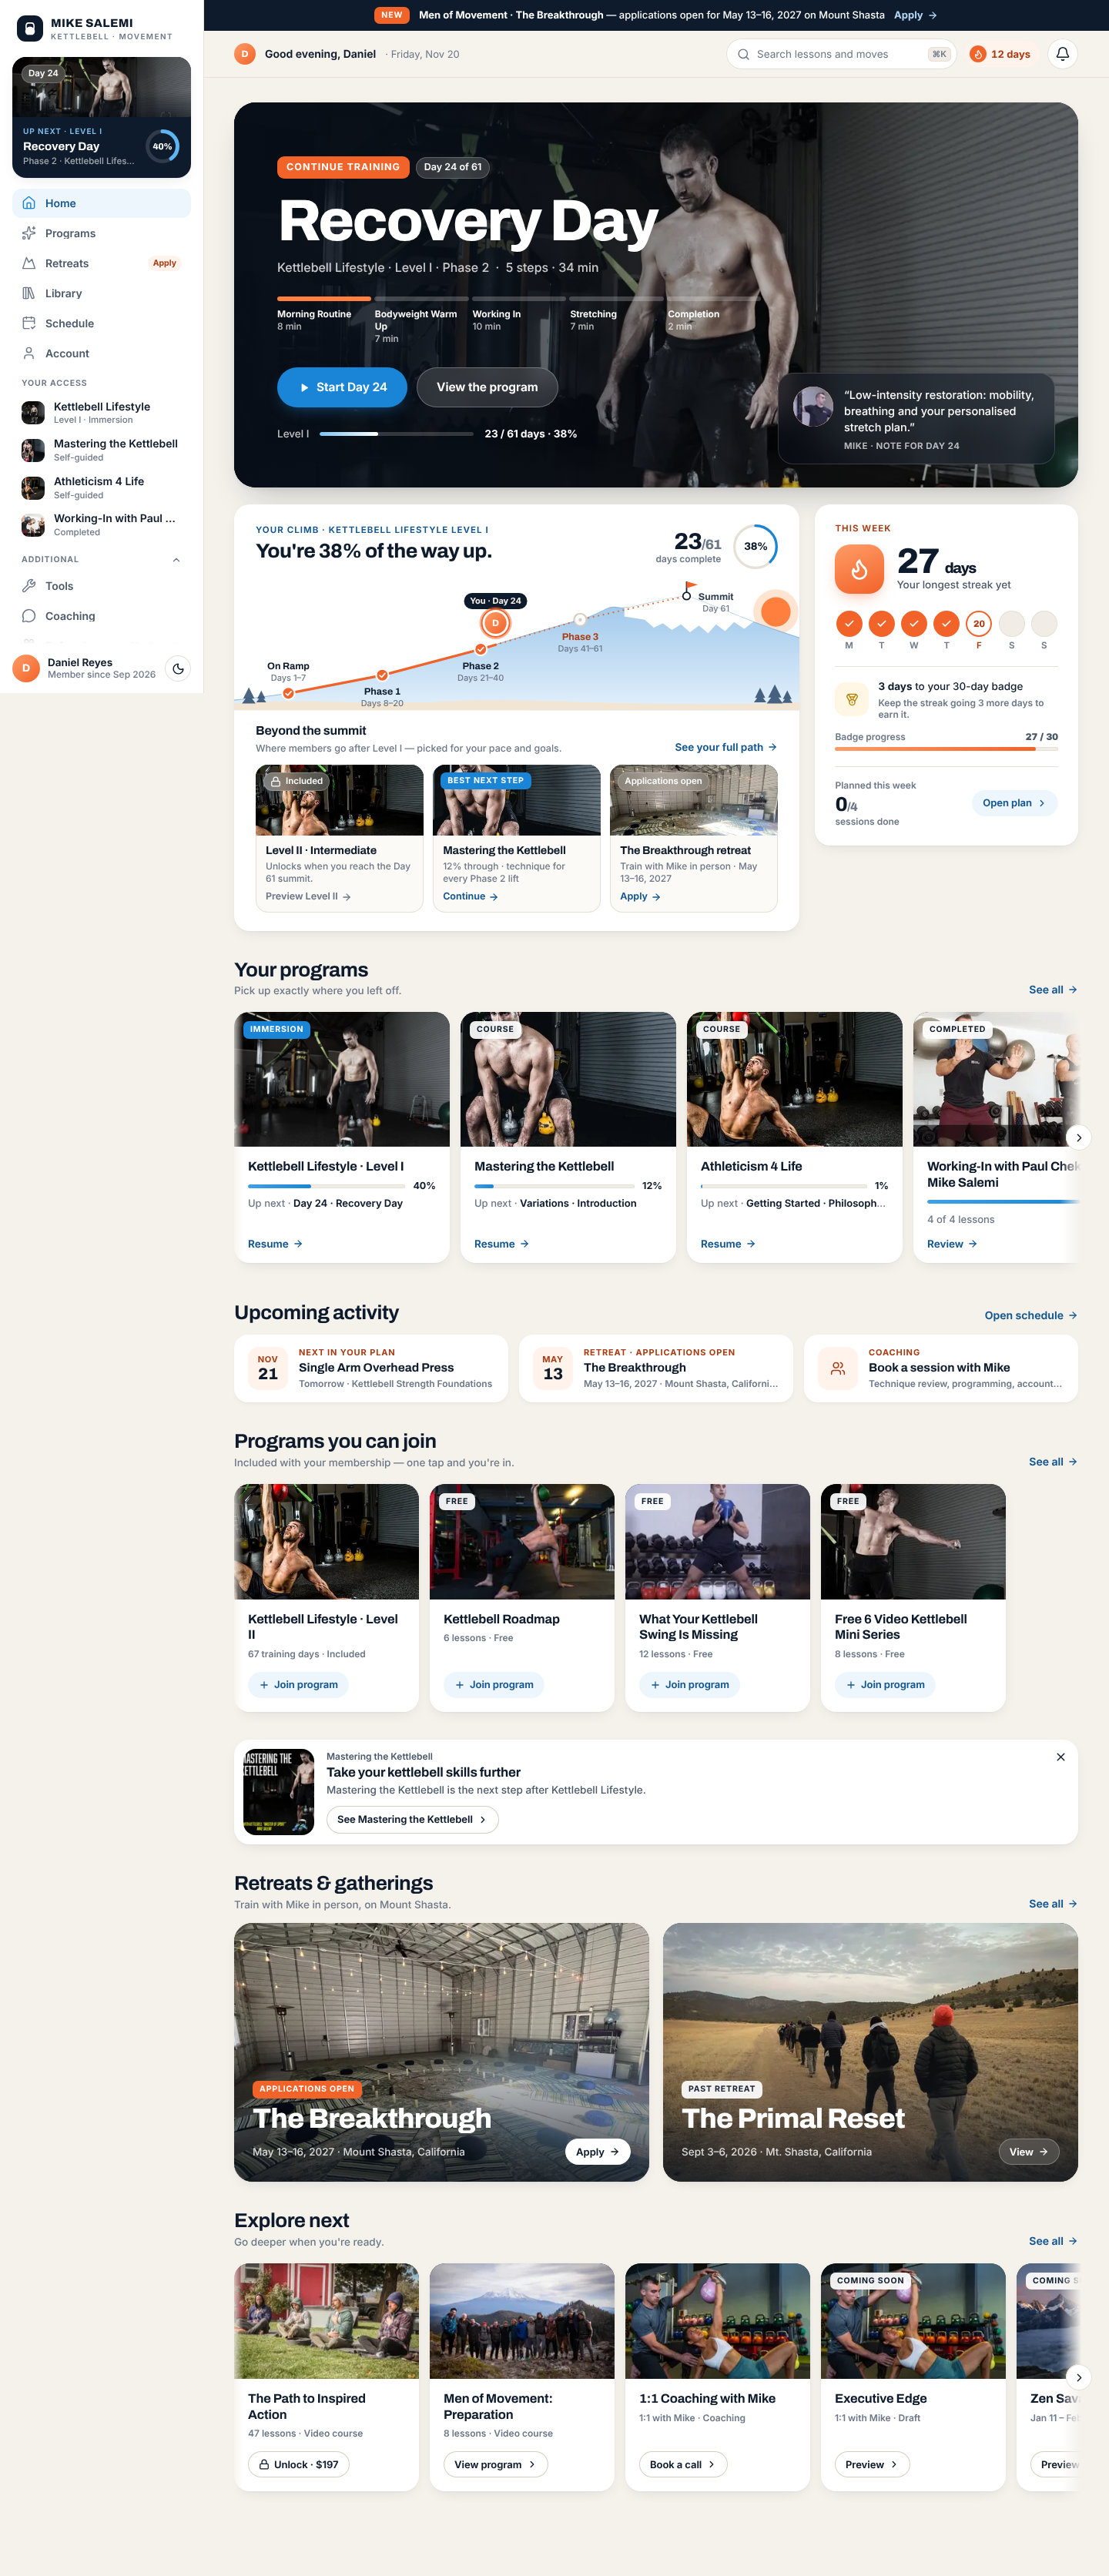 MIKE SALEMI
KETTLEBELL · MOVEMENT
Day 24
UP NEXT · LEVEL I
Recovery Day
Phase 2 · Kettlebell Lifes...
40%
Home
Programs
Retreats
Apply
Library
Schedule
Account
YOUR ACCESS
Kettlebell Lifestyle
Level I · Immersion
Mastering the Kettlebell
Self-guided
Athleticism 4 Life
Self-guided
Working-In with Paul ...
Completed
ADDITIONAL
Tools
Coaching
D
Daniel Reyes
Member since Sep 2026
NEW
Men of Movement · The Breakthrough — applications open for May 13–16, 2027 on Mount Shasta
Apply →
D
Good evening, Daniel · Friday, Nov 20
Search lessons and moves
⌘K
12 days
CONTINUE TRAINING
Day 24 of 61
Recovery Day
Kettlebell Lifestyle · Level I · Phase 2 · 5 steps · 34 min
Morning Routine
8 min
Bodyweight Warm
Up
7 min
Working In
10 min
Stretching
7 min
Completion
2 min
Start Day 24
View the program
Level I
23 / 61 days · 38%
“Low-intensity restoration: mobility,
breathing and your personalised
stretch plan.”
MIKE · NOTE FOR DAY 24
YOUR CLIMB · KETTLEBELL LIFESTYLE LEVEL I
You're 38% of the way up.
23/61
days complete
38%
You · Day 24
D
On Ramp
Days 1–7
Phase 1
Days 8–20
Phase 2
Days 21–40
Phase 3
Days 41–61
Summit
Day 61
Beyond the summit
Where members go after Level I — picked for your pace and goals.
See your full path →
Included
Level II · Intermediate
Unlocks when you reach the Day
61 summit.
Preview Level II →
BEST NEXT STEP
Mastering the Kettlebell
12% through · technique for
every Phase 2 lift
Continue →
Applications open
The Breakthrough retreat
Train with Mike in person · May
13–16, 2027
Apply →
THIS WEEK
27 days
Your longest streak yet
20
M T W T F S S
3 days to your 30-day badge
Keep the streak going 3 more days to
earn it.
Badge progress
27 / 30
Planned this week
0/4
sessions done
Open plan
Your programs
Pick up exactly where you left off.
See all →
IMMERSION
Kettlebell Lifestyle · Level I
40%
Up next · Day 24 · Recovery Day
Resume →
COURSE
Mastering the Kettlebell
12%
Up next · Variations · Introduction
Resume →
COURSE
Athleticism 4 Life
1%
Up next · Getting Started · Philosoph...
Resume →
COMPLETED
Working-In with Paul Chek
Mike Salemi
4 of 4 lessons
Review →
Upcoming activity
Open schedule →
NOV
21
NEXT IN YOUR PLAN
Single Arm Overhead Press
Tomorrow · Kettlebell Strength Foundations
MAY
13
RETREAT · APPLICATIONS OPEN
The Breakthrough
May 13–16, 2027 · Mount Shasta, Californi...
COACHING
Book a session with Mike
Technique review, programming, account...
Programs you can join
Included with your membership — one tap and you're in.
See all →
Kettlebell Lifestyle · Level
II
67 training days · Included
+ Join program
FREE
Kettlebell Roadmap
6 lessons · Free
+ Join program
FREE
What Your Kettlebell
Swing Is Missing
12 lessons · Free
+ Join program
FREE
Free 6 Video Kettlebell
Mini Series
8 lessons · Free
+ Join program
MASTERING THE
KETTLEBELL
Mastering the Kettlebell
Take your kettlebell skills further
Mastering the Kettlebell is the next step after Kettlebell Lifestyle.
See Mastering the Kettlebell
Retreats & gatherings
Train with Mike in person, on Mount Shasta.
See all →
APPLICATIONS OPEN
The Breakthrough
May 13–16, 2027 · Mount Shasta, California
Apply →
PAST RETREAT
The Primal Reset
Sept 3–6, 2026 · Mt. Shasta, California
View →
Explore next
Go deeper when you're ready.
See all →
The Path to Inspired
Action
47 lessons · Video course
Unlock · $197
Men of Movement:
Preparation
8 lessons · Video course
View program
1:1 Coaching with Mike
1:1 with Mike · Coaching
Book a call
COMING SOON
Executive Edge
1:1 with Mike · Draft
Preview
COMING S
Zen Sav
Jan 11 – Fe
Preview